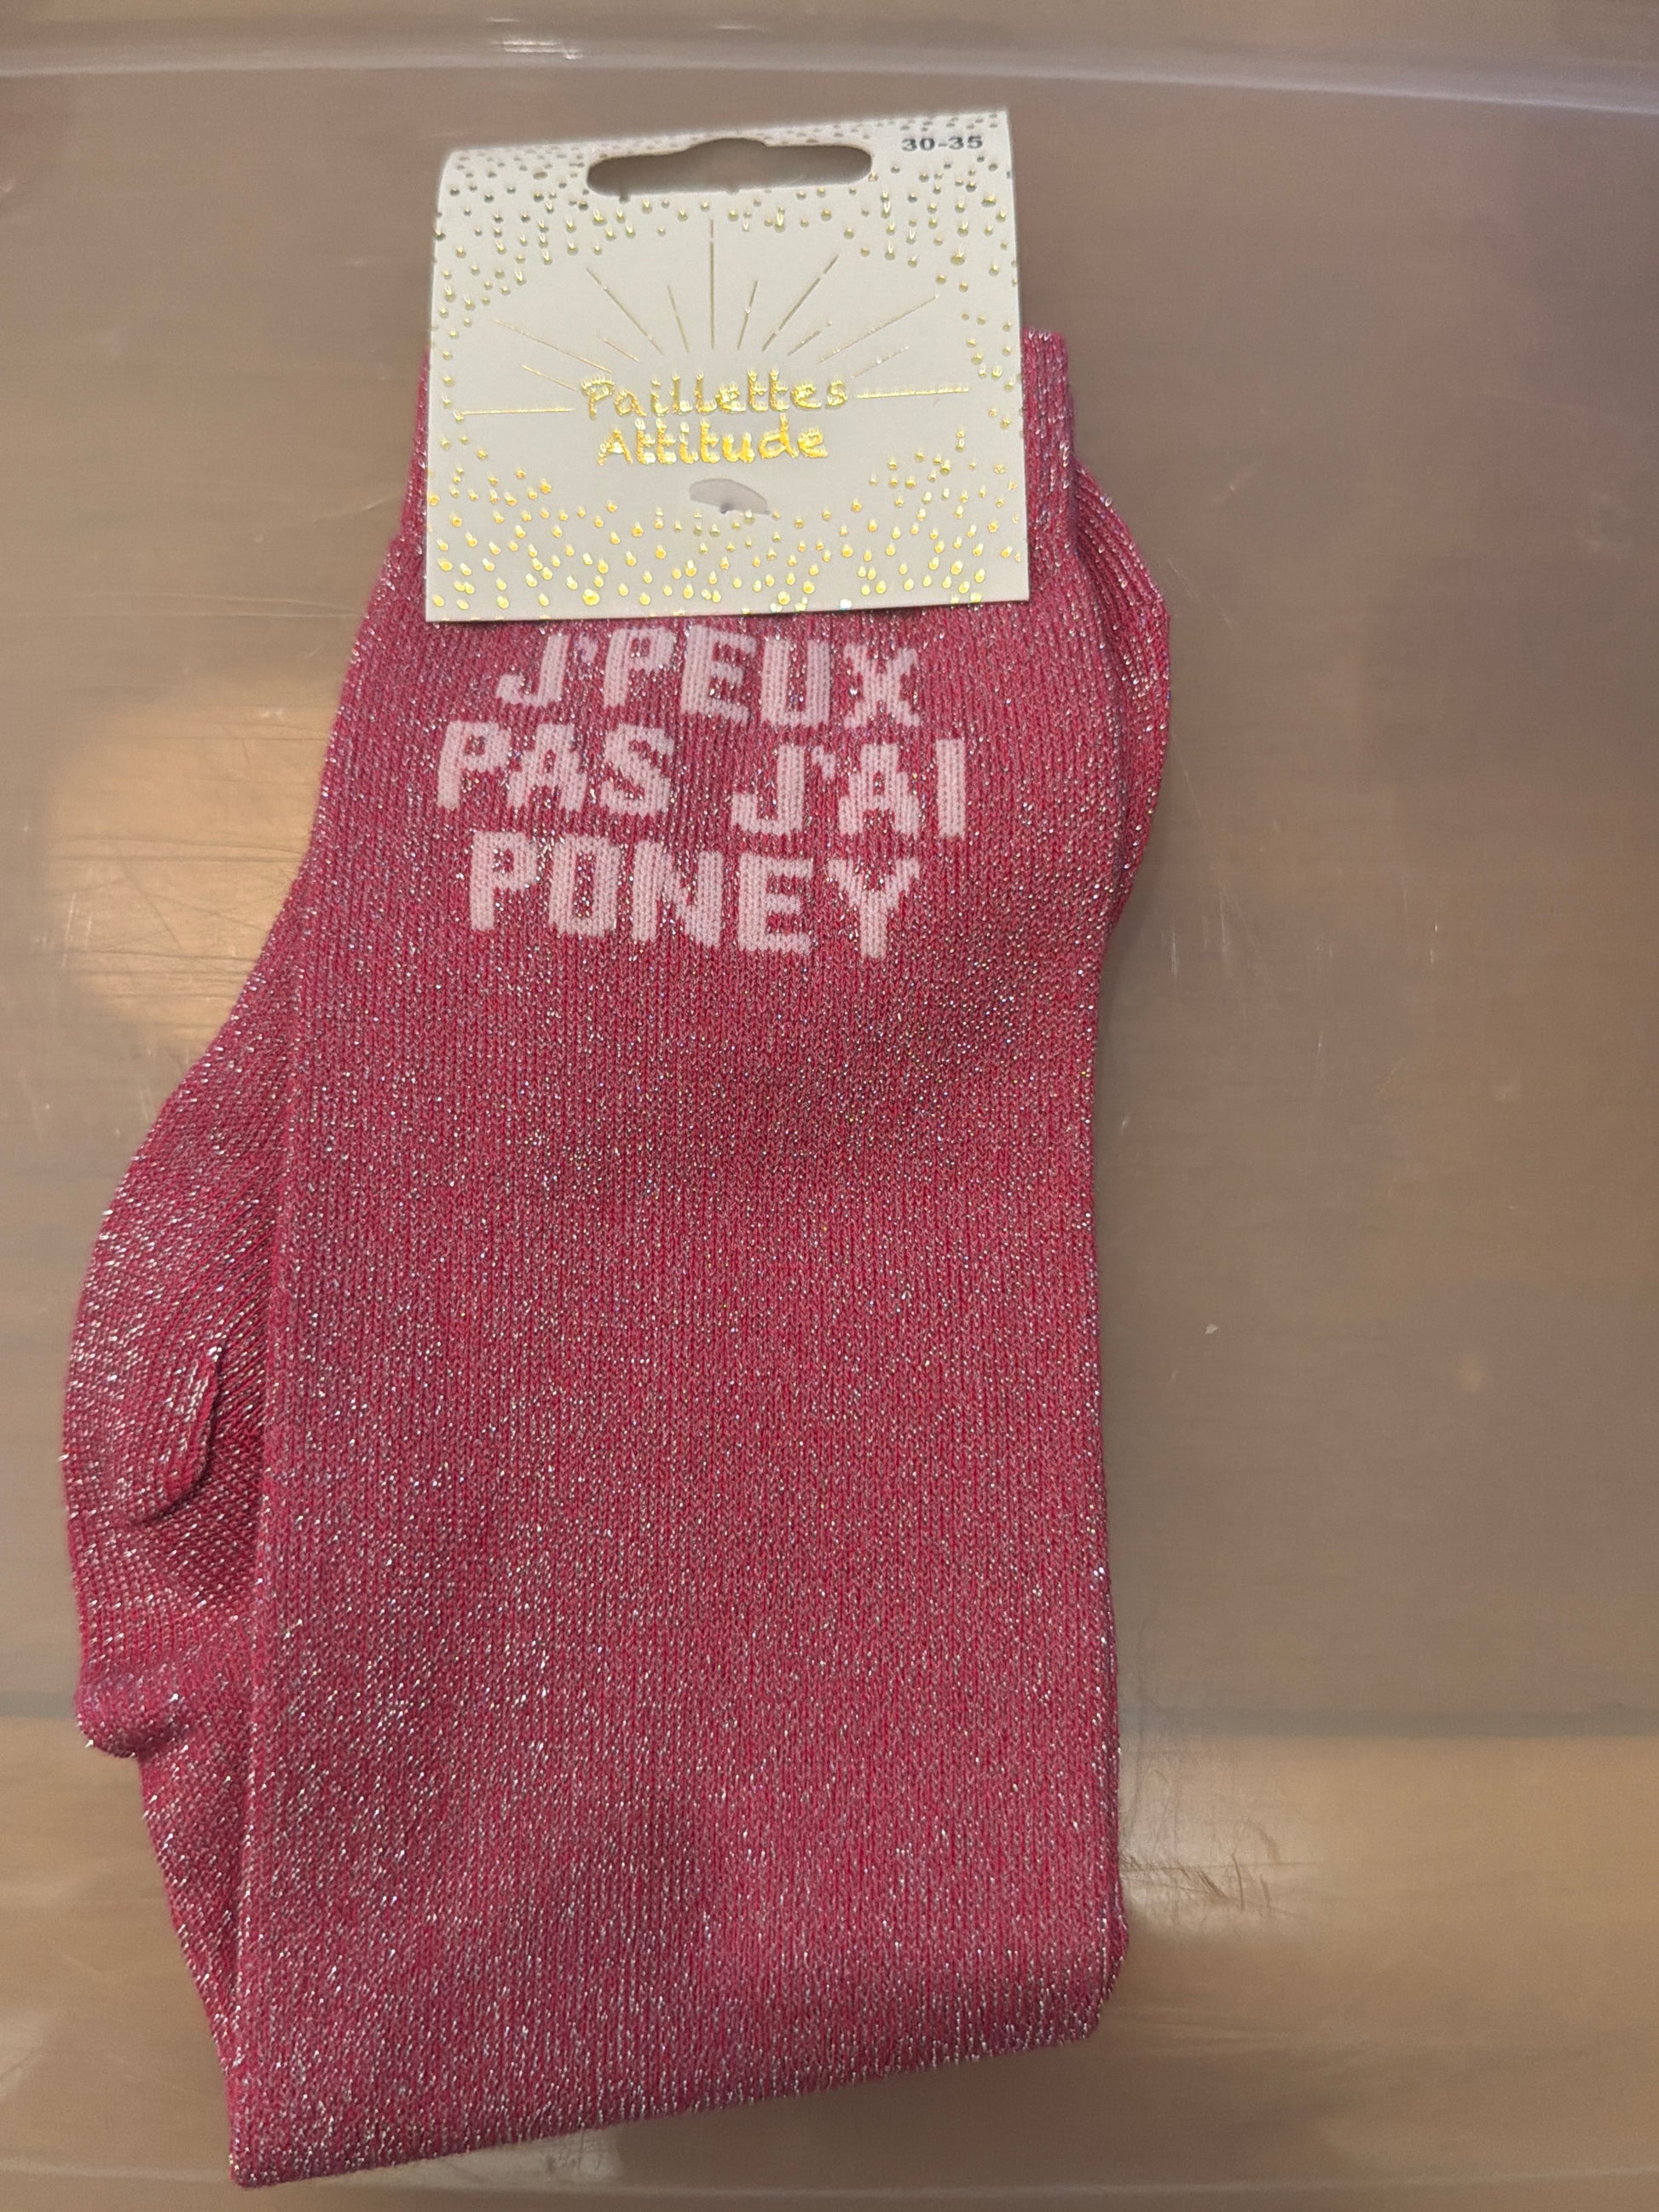 30-35
Paillettes
Attitude
J'PEUX
PAS J'AI
PONEY